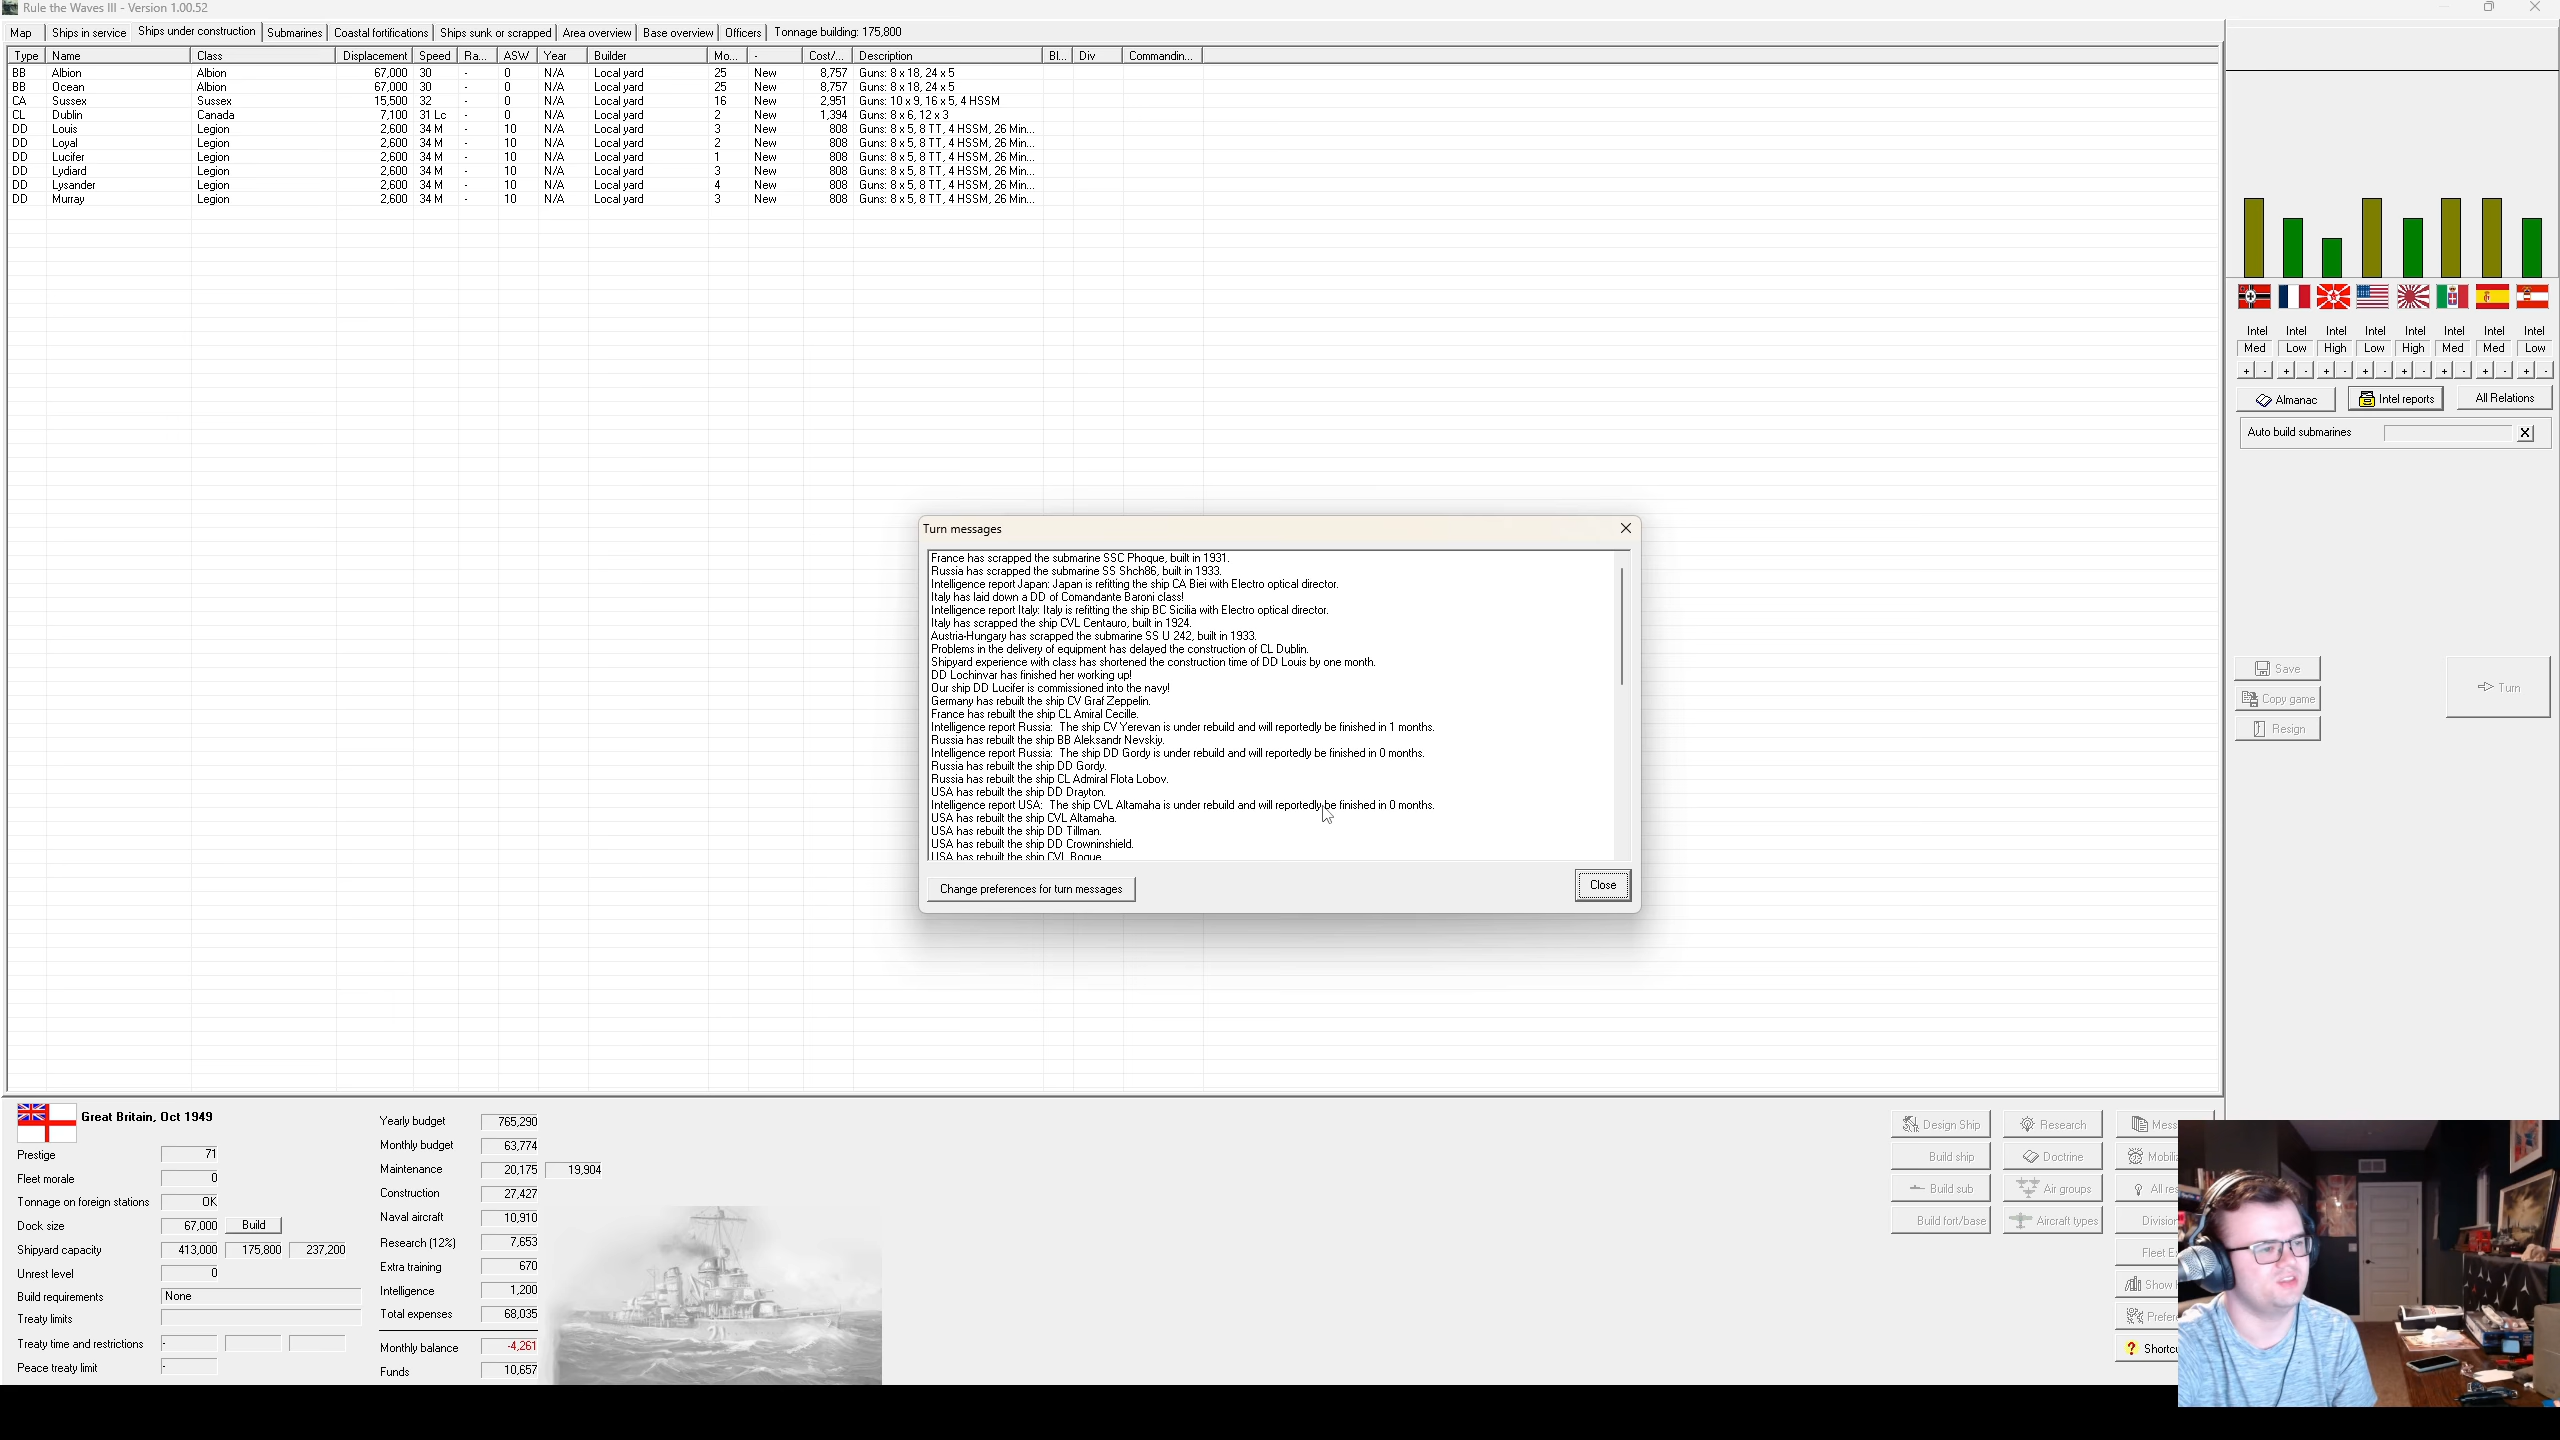 Rule the Waves III - Version 1.00.52
Map Ships in service Ships under construction Submarines Coastal fortifications Ships sunk or scrapped Area overview Base overview Officers Tonnage building: 175,800
Type Name Class Displacement Speed Ra... ASW Year Builder Mo... - Cost/... Description Bl... Div Commandin...
BB Albion Albion 67,000 30 - 0 N/A Local yard 25 New 8,757 Guns: 8 x 18, 24 x 5
BB Ocean Albion 67,000 30 - 0 N/A Local yard 25 New 8,757 Guns: 8 x 18, 24 x 5
CA Sussex Sussex 15,500 32 - 0 N/A Local yard 16 New 2,951 Guns: 10 x 9, 16 x 5, 4 HSSM
CL Dublin Canada 7,100 31 Lc - 0 N/A Local yard 2 New 1,394 Guns: 8 x 6, 12 x 3
DD Louis Legion 2,600 34 M - 10 N/A Local yard 3 New 808 Guns: 8 x 5, 8 TT, 4 HSSM, 26 Min...
DD Loyal Legion 2,600 34 M - 10 N/A Local yard 2 New 808 Guns: 8 x 5, 8 TT, 4 HSSM, 26 Min...
DD Lucifer Legion 2,600 34 M - 10 N/A Local yard 1 New 808 Guns: 8 x 5, 8 TT, 4 HSSM, 26 Min...
DD Lydiard Legion 2,600 34 M - 10 N/A Local yard 3 New 808 Guns: 8 x 5, 8 TT, 4 HSSM, 26 Min...
DD Lysander Legion 2,600 34 M - 10 N/A Local yard 4 New 808 Guns: 8 x 5, 8 TT, 4 HSSM, 26 Min...
DD Murray Legion 2,600 34 M - 10 N/A Local yard 3 New 808 Guns: 8 x 5, 8 TT, 4 HSSM, 26 Min...
Intel Intel Intel Intel Intel Intel Intel Intel
Med Low High Low High Med Med Low
+ - + - + - + - + - + - + - + -
Almanac Intel reports All Relations
Auto build submarines X
Turn messages
France has scrapped the submarine SSC Phoque, built in 1931.
Russia has scrapped the submarine SS Shch86, built in 1933.
Intelligence report Japan: Japan is refitting the ship CA Biei with Electro optical director.
Italy has laid down a DD of Comandante Baroni class!
Intelligence report Italy: Italy is refitting the ship BC Sicilia with Electro optical director.
Italy has scrapped the ship CVL Centauro, built in 1924.
Austria-Hungary has scrapped the submarine SS U 242, built in 1933.
Problems in the delivery of equipment has delayed the construction of CL Dublin.
Shipyard experience with class has shortened the construction time of DD Louis by one month.
DD Lochinvar has finished her working up!
Our ship DD Lucifer is commissioned into the navy!
Germany has rebuilt the ship CV Graf Zeppelin.
France has rebuilt the ship CL Amiral Cecille.
Intelligence report Russia: The ship CV Yerevan is under rebuild and will reportedly be finished in 1 months.
Russia has rebuilt the ship BB Aleksandr Nevskiy.
Intelligence report Russia: The ship DD Gordy is under rebuild and will reportedly be finished in 0 months.
Russia has rebuilt the ship DD Gordy.
Russia has rebuilt the ship CL Admiral Flota Lobov.
USA has rebuilt the ship DD Drayton.
Intelligence report USA: The ship CVL Altamaha is under rebuild and will reportedly be finished in 0 months.
USA has rebuilt the ship CVL Altamaha.
USA has rebuilt the ship DD Tillman.
USA has rebuilt the ship DD Crowninshield.
USA has rebuilt the ship CVL Bogue.
Change preferences for turn messages Close
Save
Copy game
Resign
Turn
Great Britain, Oct 1949
Prestige 71
Fleet morale 0
Tonnage on foreign stations OK
Dock size 67,000 Build
Shipyard capacity 413,000 175,800 237,200
Unrest level 0
Build requirements None
Treaty limits
Treaty time and restrictions -
Peace treaty limit -
Yearly budget 765,290
Monthly budget 63,774
Maintenance 20,175 19,904
Construction 27,427
Naval aircraft 10,910
Research (12%) 7,653
Extra training 670
Intelligence 1,200
Total expenses 68,035
Monthly balance -4,261
Funds 10,657
Design Ship Research Mess
Build ship Doctrine Mobiliz
Build sub Air groups All res
Build fort/base Aircraft types Division
Fleet E
Show
Prefer
? Shortcu